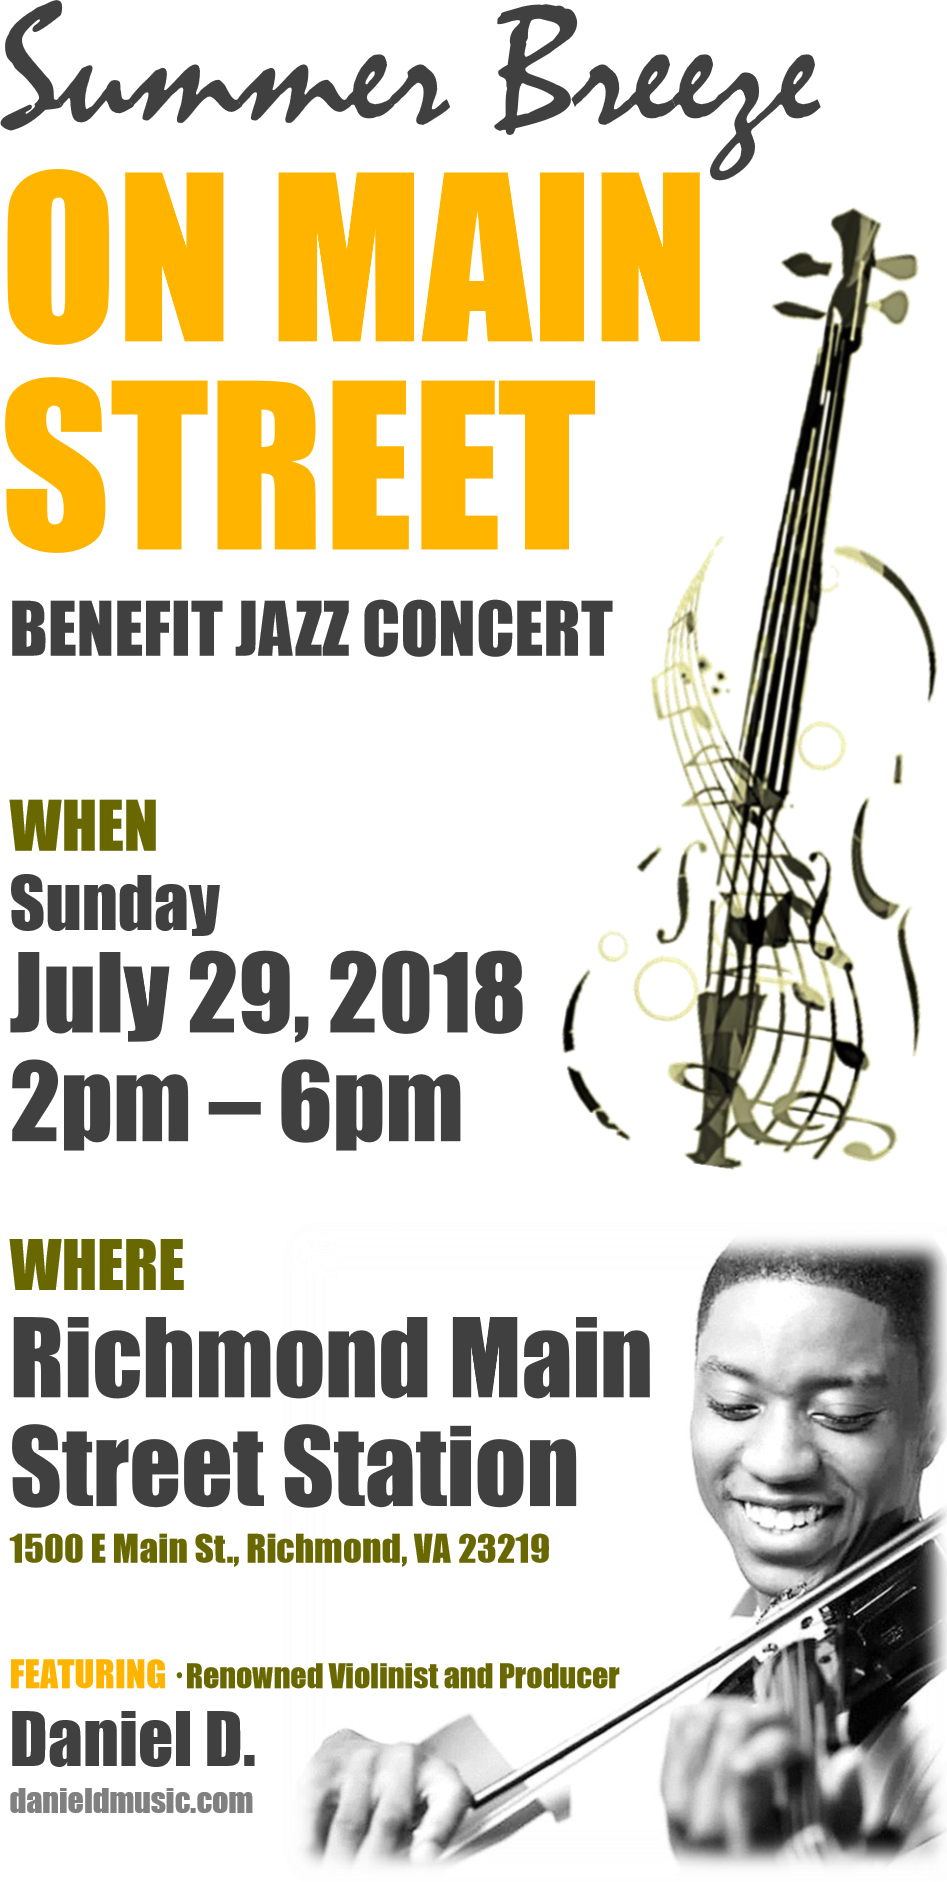 Summer Breeze
ON MAIN
STREET
BENEFIT JAZZ CONCERT
WHEN
Sunday
July 29, 2018
2pm – 6pm
WHERE
Richmond Main
Street Station
1500 E Main St., Richmond, VA 23219
FEATURING · Renowned Violinist and Producer
Daniel D.
danieldmusic.com